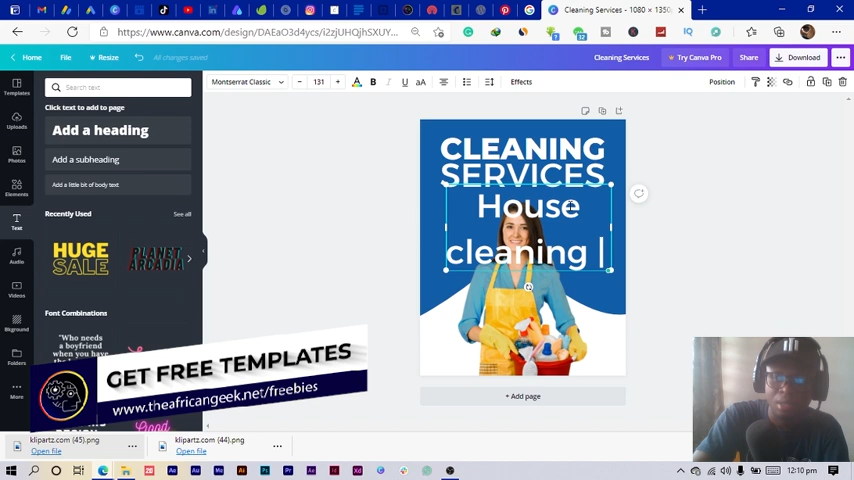 Cleaning Services - 1080 × 1350
https://www.canva.com/design/DAEaO3d4ycs/i2zjUHQjhSXUY...
Home
File
Resize
All changes saved
Cleaning Services
Try Canva Pro
Share
Download
Templates
Uploads
Photos
Elements
Text
Audio
Videos
Bkground
Folders
More
Search text
Click text to add to page
Add a heading
Add a subheading
Add a little bit of body text
Recently Used
See all
HUGE
SALE
PLANET
ARCADIA
Font Combinations
"Who needs
a boyfriend
when you have
Montserrat Classic
131
B
I
U
aA
Effects
Position
CLEANING
SERVICES
House
cleaning
+ Add page
GET FREE TEMPLATES
www.theafricangeek.net/freebies
klipartz.com (45).png
Open file
klipartz.com (44).png
Open file
12:10 pm